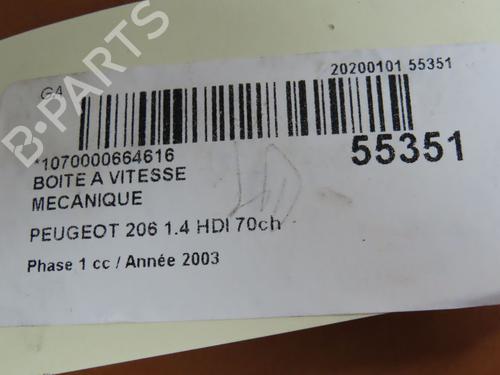 20200101 55351
G4
*1070000664616
55351
BOITE A VITESSE
MECANIQUE
PEUGEOT 206 1.4 HDI 70ch
Phase 1 cc / Année 2003
B-PARTS